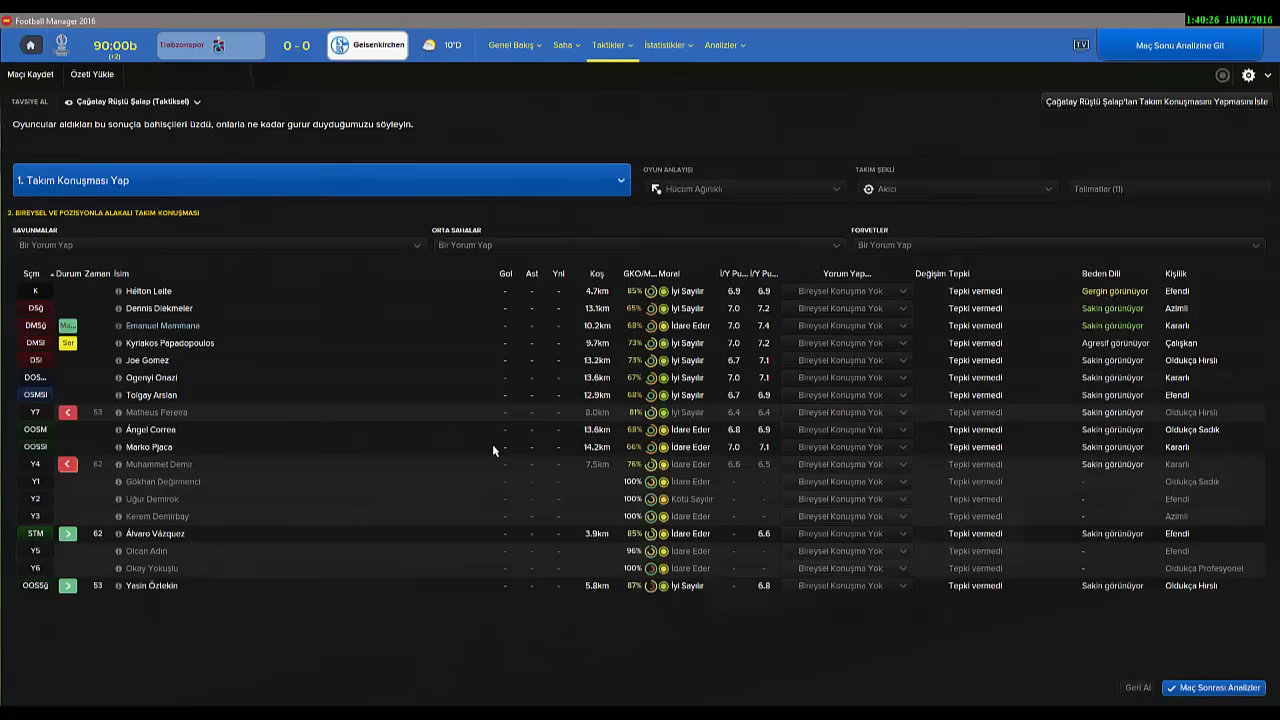 Football Manager 2016
1:40:26 10/01/2016
90:00b (+2) Trabzonspor 0 - 0 Gelsenkirchen 10°D Genel Bakış Saha Taktikler İstatistikler Analizler TV Maç Sonu Analizine Git
Maçı Kaydet Özeti Yükle
TAVSİYE AL Çağatay Rüştü Şalap (Taktiksel) Çağatay Rüştü Şalap'tan Takım Konuşmasını Yapmasını İste
Oyuncular aldıkları bu sonuçla bahisçileri üzdü, onlarla ne kadar gurur duyduğumuzu söyleyin.
OYUN ANLAYIŞI TAKIM ŞEKLİ
1. Takım Konuşması Yap Hücum Ağırlıklı Akıcı Talimatlar (11)
2. BİREYSEL VE POZİSYONLA ALAKALI TAKIM KONUŞMASI
SAVUNMALAR ORTA SAHALAR FORVETLER
Bir Yorum Yap Bir Yorum Yap Bir Yorum Yap
Sçm Durum Zaman İsim Gol Ast Ynl Koş GKO/M... Moral İ/Y Pu... İ/Y Pu... Yorum Yap... Değişim Tepki Beden Dili Kişilik
K Hélton Leite - - - 4.7km 85% İyi Sayılır 6.9 6.9 Bireysel Konuşma Yok Tepki vermedi Gergin görünüyor Efendi
DSğ Dennis Diekmeier - - - 13.1km 65% İyi Sayılır 7.0 7.2 Bireysel Konuşma Yok Tepki vermedi Sakin görünüyor Azimli
DMSğ Ma... Emanuel Mammana - - - 10.2km 68% İdare Eder 7.0 7.4 Bireysel Konuşma Yok Tepki vermedi Sakin görünüyor Kararlı
DMSl Sar Kyriakos Papadopoulos - - - 9.7km 73% İyi Sayılır 7.0 7.2 Bireysel Konuşma Yok Tepki vermedi Agresif görünüyor Çalışkan
DSl Joe Gomez - - - 13.2km 73% İyi Sayılır 6.7 7.1 Bireysel Konuşma Yok Tepki vermedi Sakin görünüyor Oldukça Hırslı
DOS... Ogenyi Onazi - - - 13.6km 67% İyi Sayılır 7.0 7.1 Bireysel Konuşma Yok Tepki vermedi Sakin görünüyor Kararlı
OSMSl Tolgay Arslan - - - 12.9km 68% İyi Sayılır 6.7 6.9 Bireysel Konuşma Yok Tepki vermedi Sakin görünüyor Efendi
Y7 53 Matheus Pereira - - - 8.0km 81% İyi Sayılır 6.4 6.4 Bireysel Konuşma Yok Tepki vermedi Sakin görünüyor Oldukça Hırslı
OOSM Ángel Correa - - - 13.6km 68% İdare Eder 6.8 6.9 Bireysel Konuşma Yok Tepki vermedi Sakin görünüyor Oldukça Sadık
OOSSl Marko Pjaca - - - 14.2km 66% İdare Eder 7.0 7.1 Bireysel Konuşma Yok Tepki vermedi Sakin görünüyor Kararlı
Y4 62 Muhammet Demir - - - 7.5km 76% İdare Eder 6.6 6.5 Bireysel Konuşma Yok Tepki vermedi Sakin görünüyor Kararlı
Y1 Gökhan Değirmenci - - - 100% İdare Eder - - Bireysel Konuşma Yok Tepki vermedi - Oldukça Sadık
Y2 Uğur Demirok - - - 100% Kötü Sayılır - - Bireysel Konuşma Yok Tepki vermedi - Efendi
Y3 Kerem Demirbay - - - 100% İdare Eder - - Bireysel Konuşma Yok Tepki vermedi - Azimli
STM 62 Álvaro Vázquez - - - 3.9km 85% İdare Eder - 6.6 Bireysel Konuşma Yok Tepki vermedi Sakin görünüyor Efendi
Y5 Olcan Adın - - - 96% İdare Eder - - Bireysel Konuşma Yok Tepki vermedi - Efendi
Y6 Okay Yokuşlu - - - 100% İdare Eder - - Bireysel Konuşma Yok Tepki vermedi - Oldukça Profesyonel
OOSSğ 53 Yasin Öztekin - - - 5.8km 87% İyi Sayılır - 6.8 Bireysel Konuşma Yok Tepki vermedi Sakin görünüyor Oldukça Hırslı
Geri Al Maç Sonrası Analizler